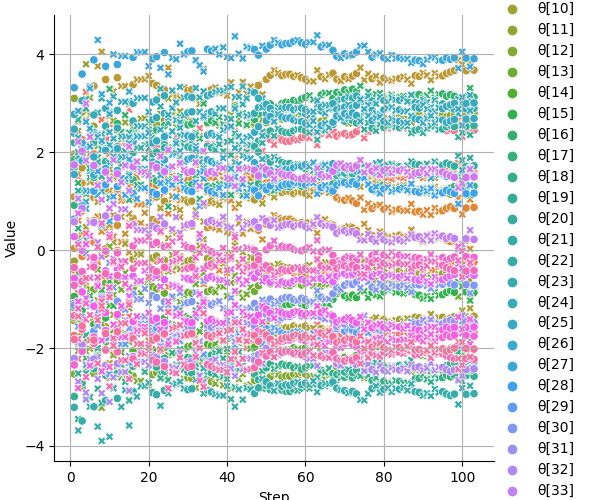 4
2
0
−2
−4
Value
0
20
40
60
80
100
Step
θ[10]
θ[11]
θ[12]
θ[13]
θ[14]
θ[15]
θ[16]
θ[17]
θ[18]
θ[19]
θ[20]
θ[21]
θ[22]
θ[23]
θ[24]
θ[25]
θ[26]
θ[27]
θ[28]
θ[29]
θ[30]
θ[31]
θ[32]
θ[33]